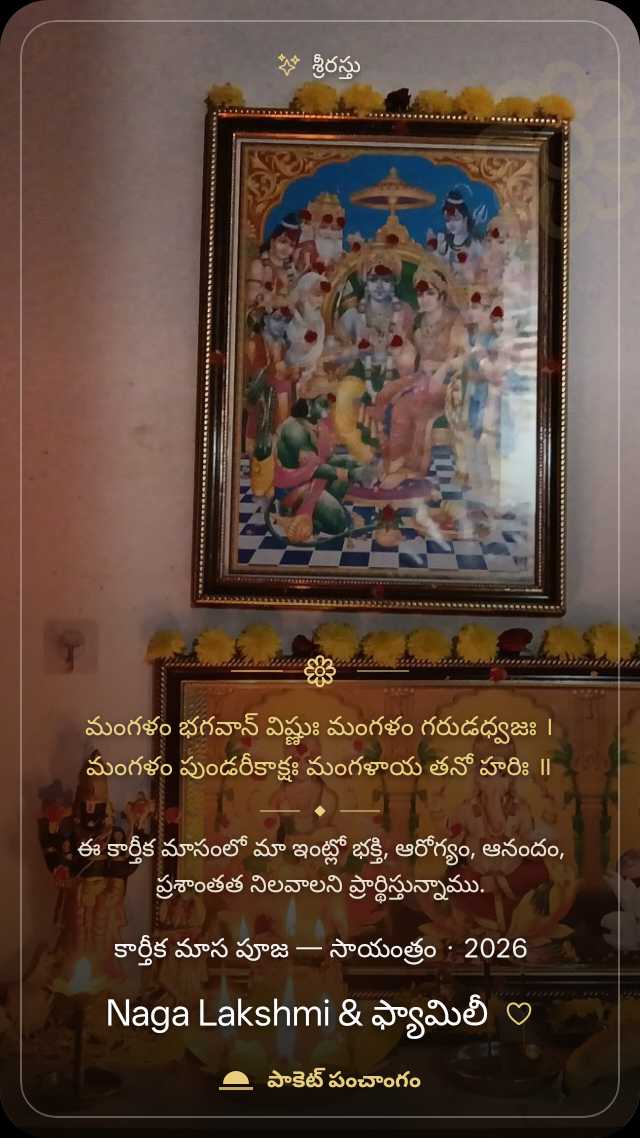 శ్రీరస్తు
మంగళం భగవాన్ విష్ణుః మంగళం గరుడధ్వజః ।
మంగళం పుండరీకాక్షః మంగళాయ తనో హరిః ॥
ఈ కార్తీక మాసంలో మా ఇంట్లో భక్తి, ఆరోగ్యం, ఆనందం,
ప్రశాంతత నిలవాలని ప్రార్థిస్తున్నాము.
కార్తీక మాస పూజ — సాయంత్రం · 2026
Naga Lakshmi & ఫ్యామిలీ ♡
పాకెట్ పంచాంగం